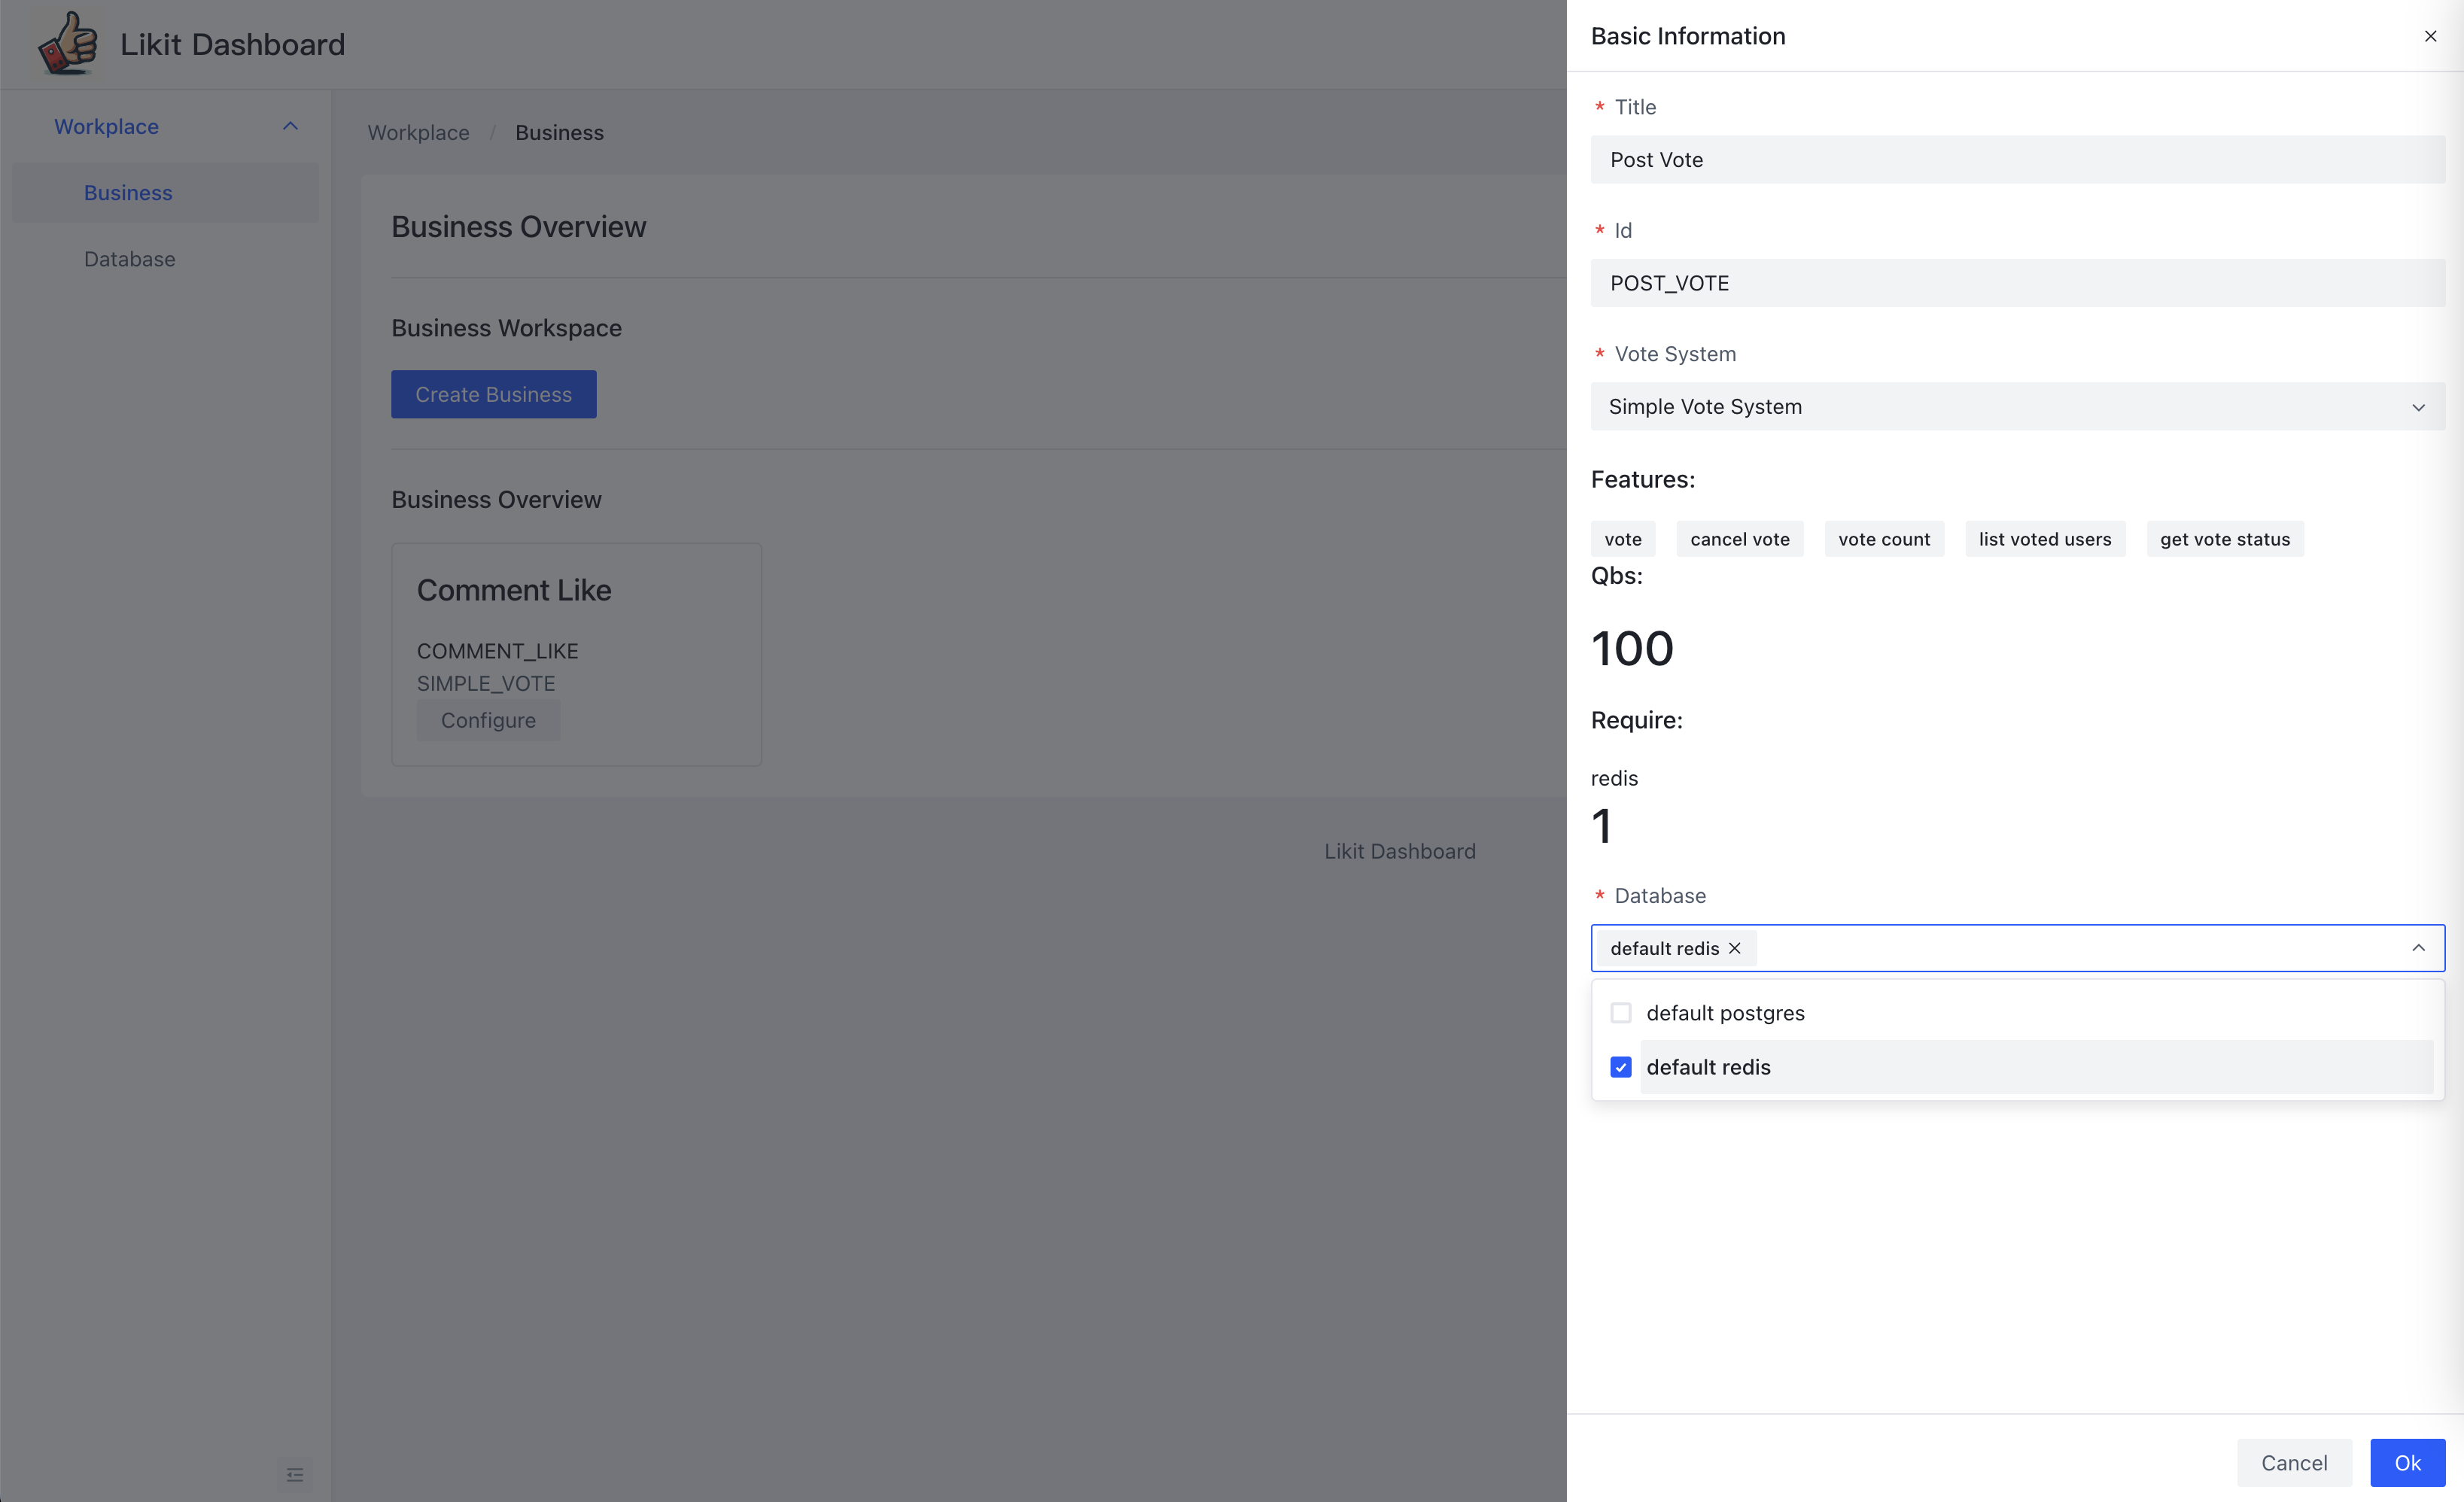 Likit Dashboard
Workplace
Business
Database
Workplace / Business
Business Overview
Business Workspace
Create Business
Business Overview
Comment Like
COMMENT_LIKE
SIMPLE_VOTE
Configure
Likit Dashboard
Basic Information
* Title
Post Vote
* Id
POST_VOTE
* Vote System
Simple Vote System
Features:
vote cancel vote vote count list voted users get vote status
Qbs:
100
Require:
redis
1
* Database
default redis
default postgres
default redis
Cancel Ok